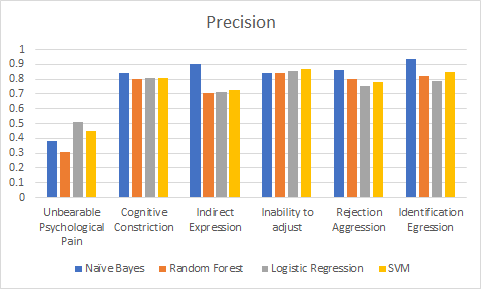 Precision
1
0.9
0.8
0.7
0.6
0.5
0.4
0.3
0.2
0.1
0
Unbearable Psychological Pain
Cognitive Constriction
Indirect Expression
Inability to adjust
Rejection Aggression
Identification Egression
Naïve Bayes
Random Forest
Logistic Regression
SVM